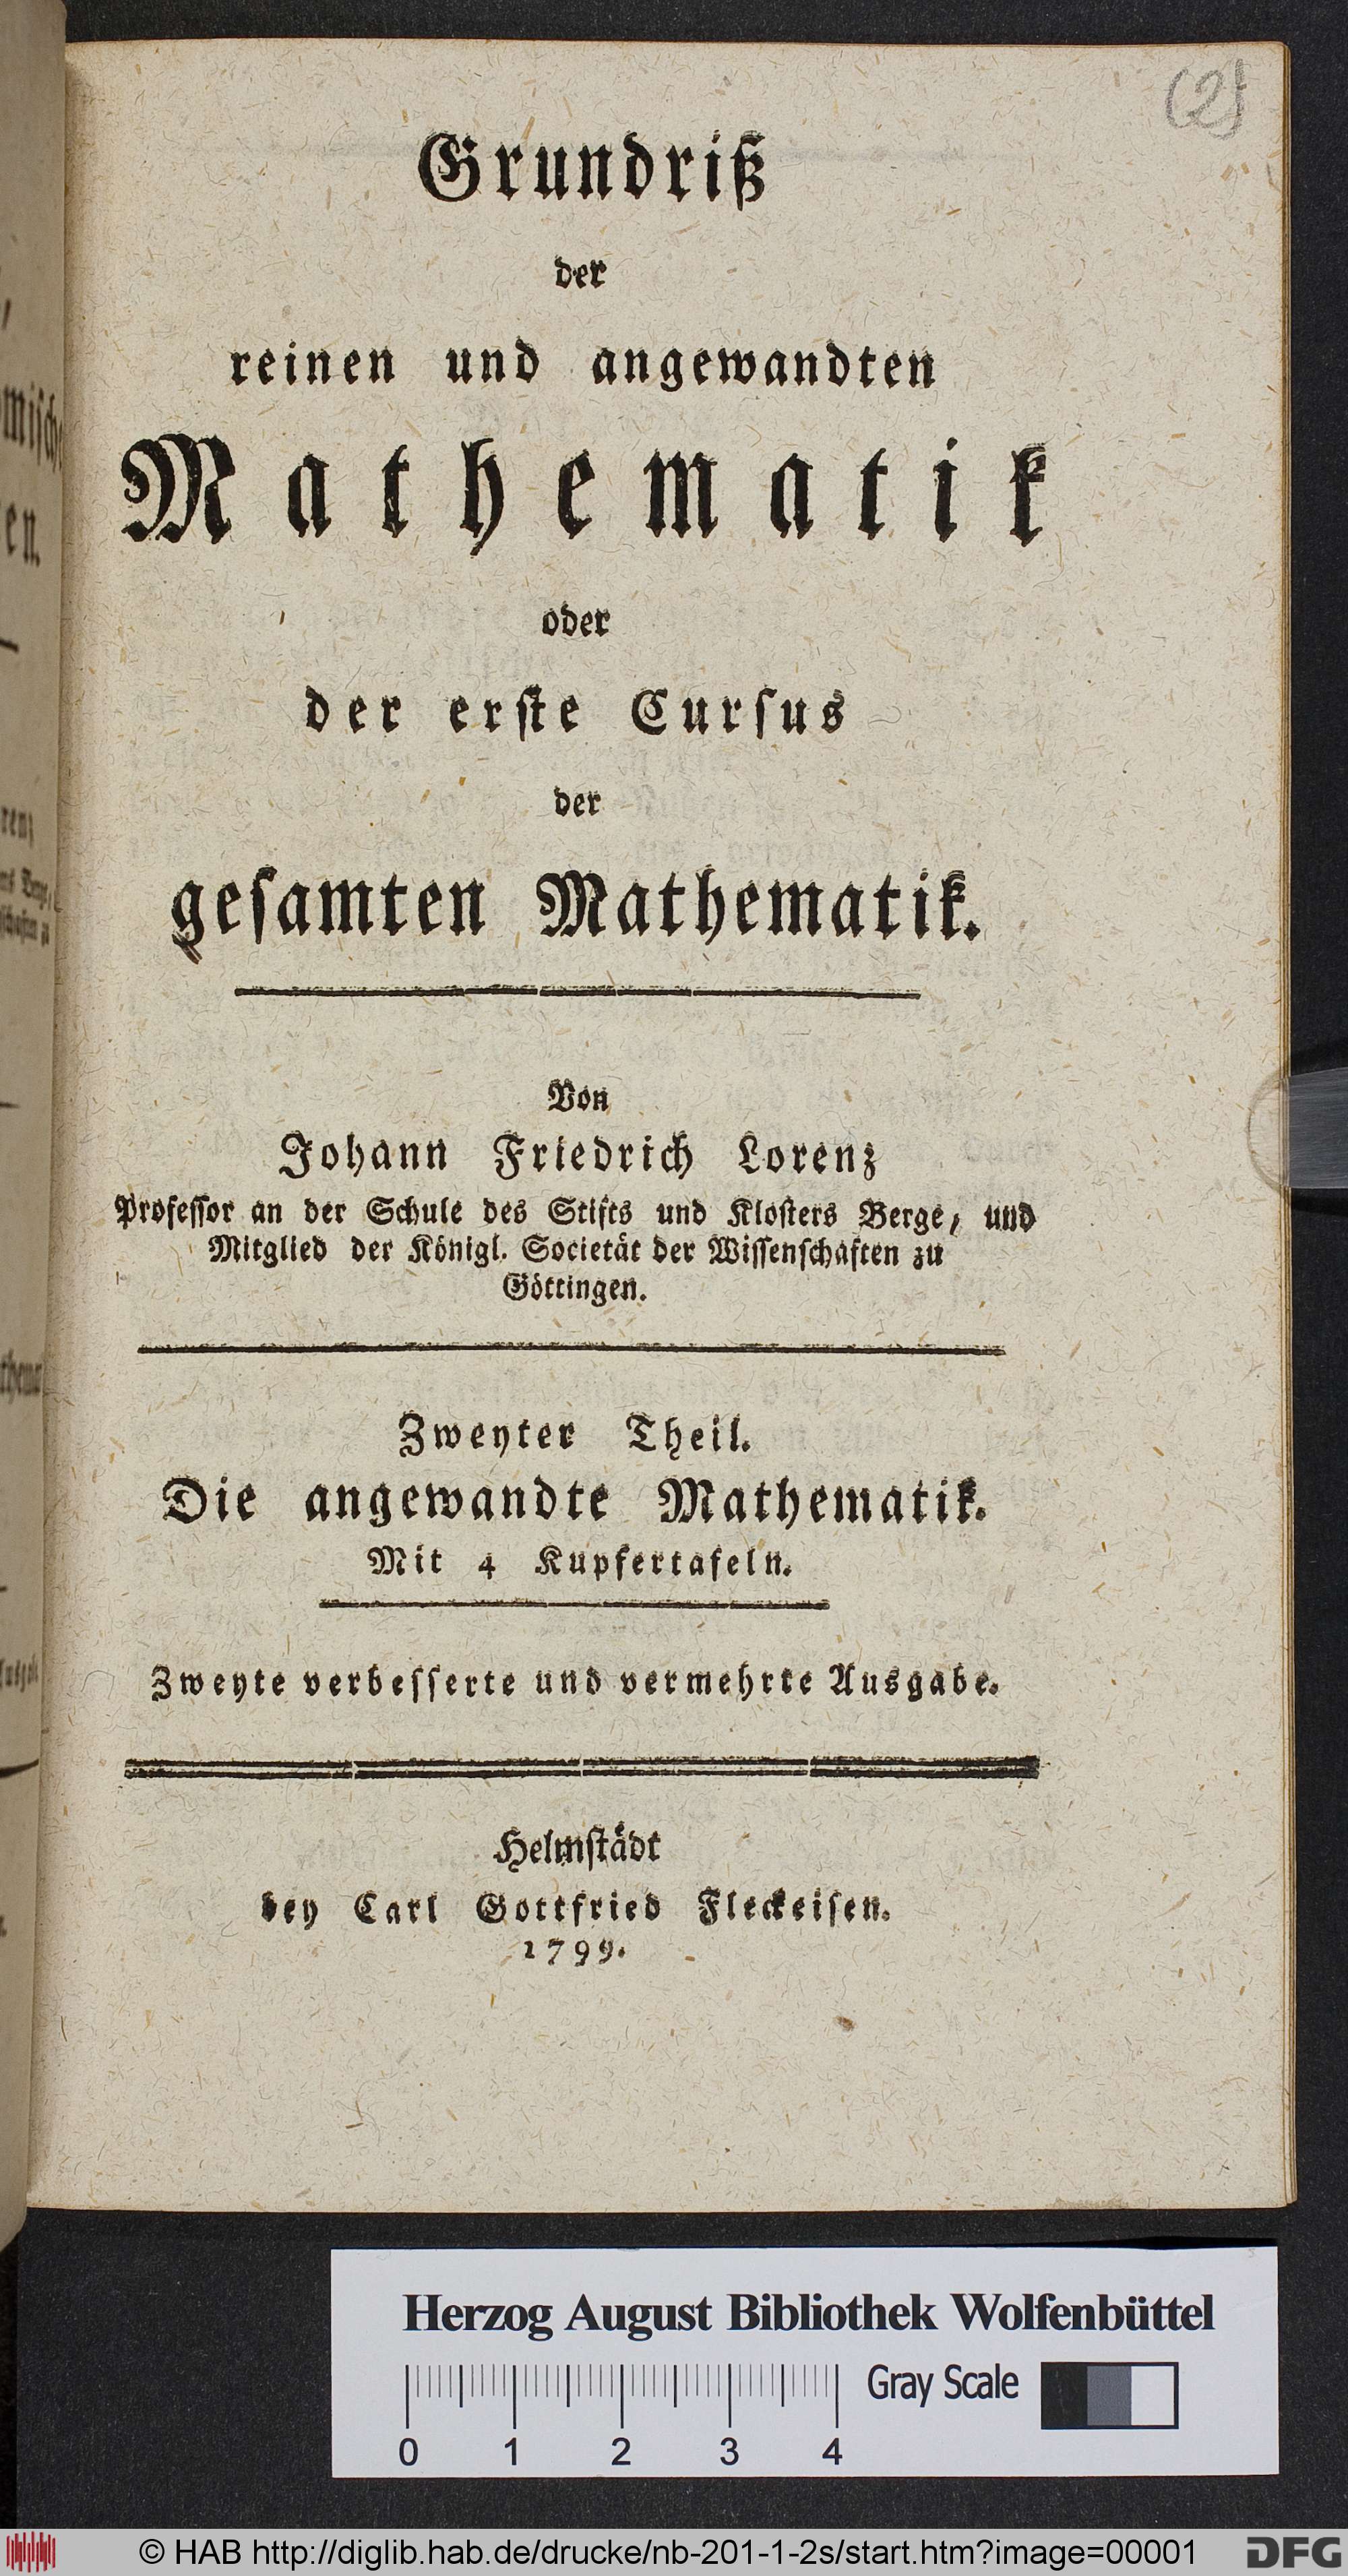 (2)
Grundriß
der
reinen und angewandten
Mathematik
oder
der erste Cursus
der
gesamten Mathematik.
Von
Johann Friedrich Lorenz
Professor an der Schule des Stifts und Klosters Berge, und
Mitglied der Königl. Societät der Wissenschaften zu
Göttingen.
Zweyter Theil.
Die angewandte Mathematik.
Mit 4 Kupfertafeln.
Zweyte verbesserte und vermehrte Ausgabe.
Helmstädt
bey Carl Gottfried Fleckeisen.
1799.
Herzog August Bibliothek Wolfenbüttel
Gray Scale
0 1 2 3 4
© HAB http://diglib.hab.de/drucke/nb-201-1-2s/start.htm?image=00001
DFG